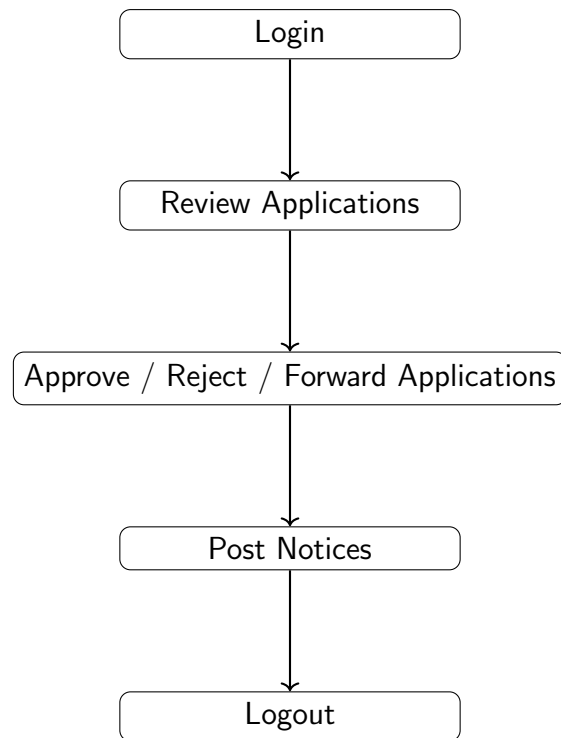 Login
Review Applications
Approve / Reject / Forward Applications
Post Notices
Logout